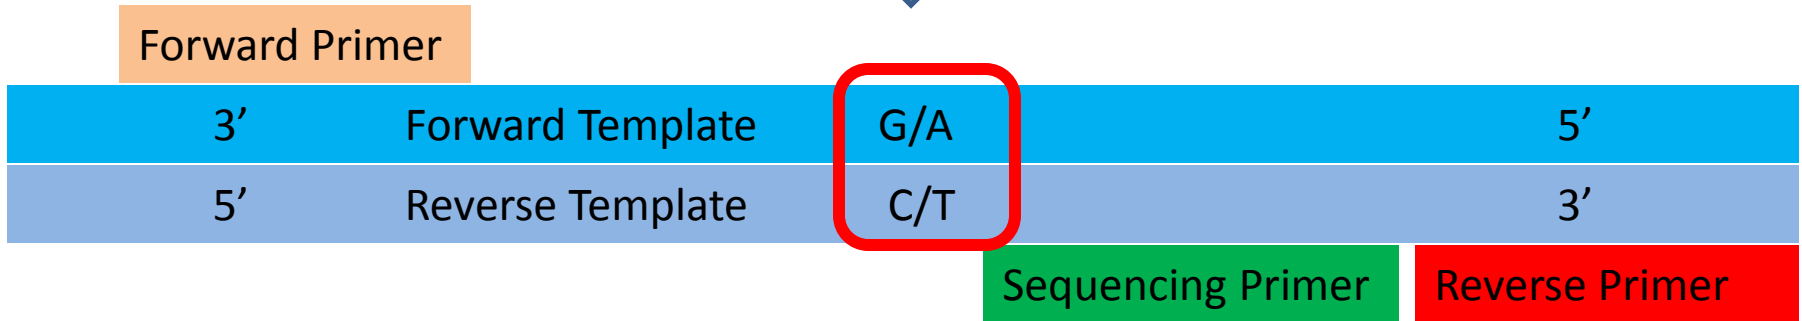 Forward Primer
3’ Forward Template G/A 5’
5’ Reverse Template C/T 3’
Sequencing Primer Reverse Primer